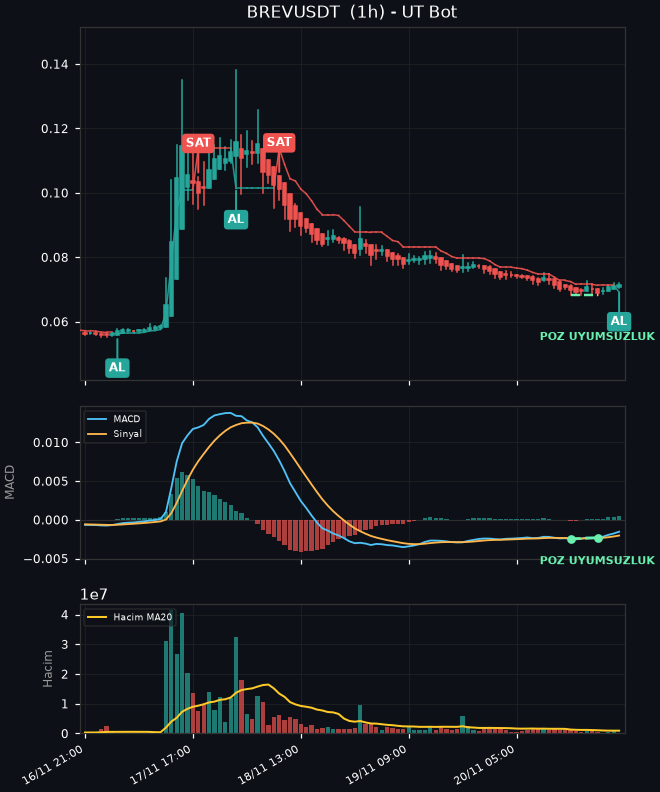 BREVUSDT (1h) - UT Bot
0.14
0.12
0.10
0.08
0.06
SAT
SAT
AL
AL
AL
POZ UYUMSUZLUK
MACD
Sinyal
MACD
0.010
0.005
0.000
−0.005
POZ UYUMSUZLUK
1e7
Hacim MA20
Hacim
4
3
2
1
0
16/11 21:00
17/11 17:00
18/11 13:00
19/11 09:00
20/11 05:00